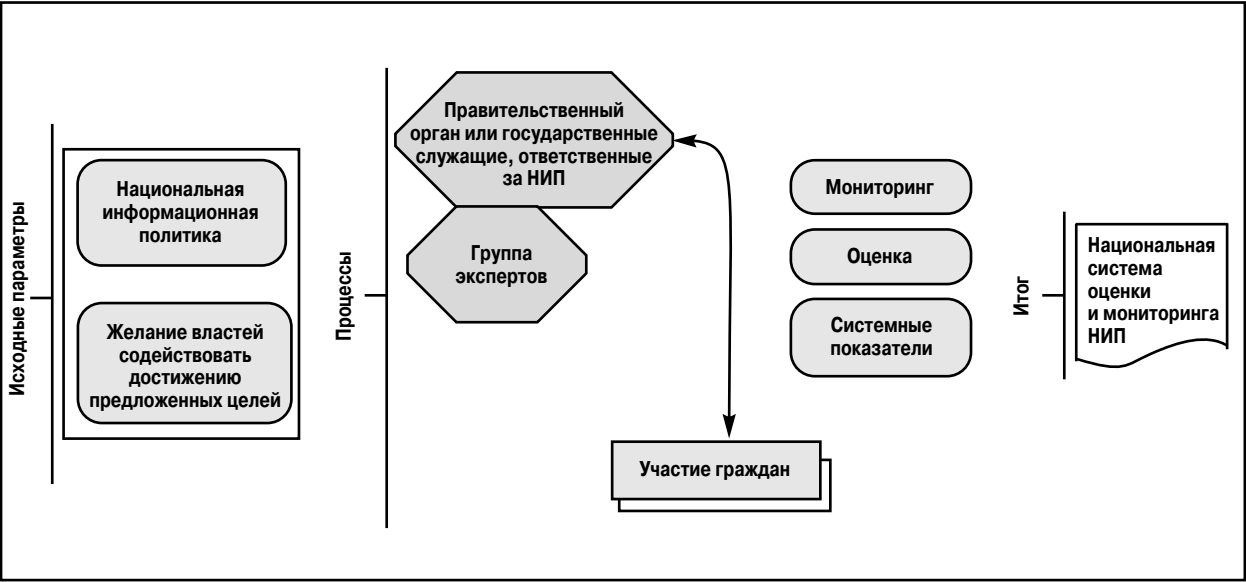 Исходные параметры
Национальная
информационная
политика
Желание властей
содействовать
достижению
предложенных целей
Процессы
Правительственный
орган или государственные
служащие, ответственные
за НИП
Группа
экспертов
Участие граждан
Мониторинг
Оценка
Системные
показатели
Итог
Национальная
система
оценки
и мониторинга
НИП